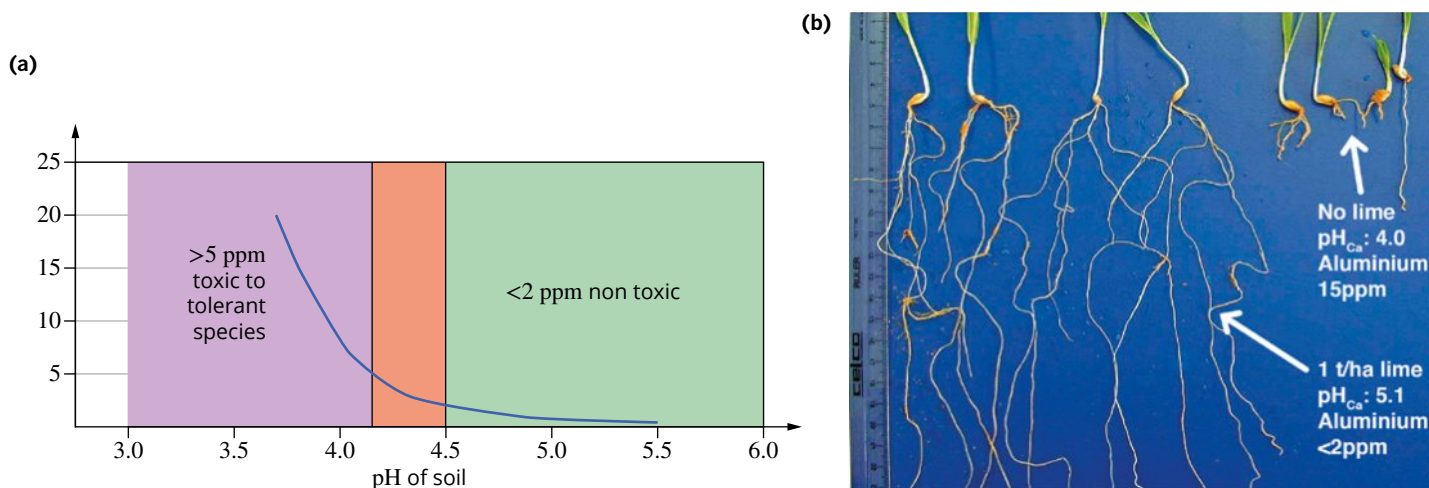 (a)
25
20
15
10
5
>5 ppm
toxic to
tolerant
species
<2 ppm non toxic
3.0 3.5 4.0 4.5 5.0 5.5 6.0
pH of soil
(b)
RULER
celco
No lime
pHCa: 4.0
Aluminium
15ppm
1 t/ha lime
pHCa: 5.1
Aluminium
<2ppm